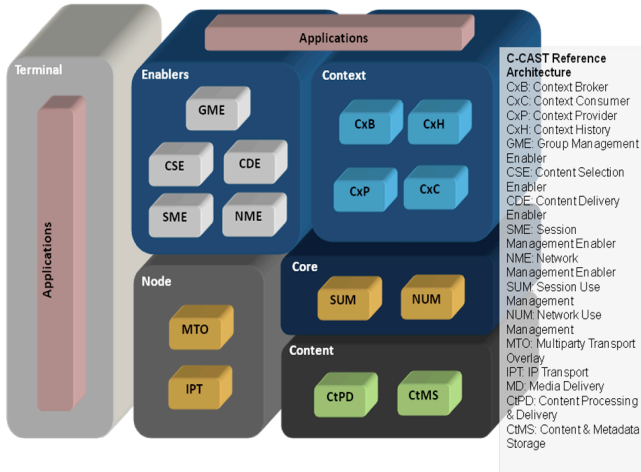 Applications
Terminal
Enablers
Context
GME
CxB
CxH
CSE
CDE
CxP
CxC
SME
NME
Applications
Node
Core
SUM
NUM
MTO
Content
IPT
CtPD
CtMS
C-CAST Reference
Architecture
CxB: Context Broker
CxC: Context Consumer
CxP: Context Provider
CxH: Context History
GME: Group Management
Enabler
CSE: Content Selection
Enabler
CDE: Content Delivery
Enabler
SME: Session
Management Enabler
NME: Network
Management Enabler
SUM: Session Use
Management
NUM: Network Use
Management
MTO: Multiparty Transport
Overlay
IPT: IP Transport
MD: Media Delivery
CtPD: Content Processing
& Delivery
CtMS: Content & Metadata
Storage